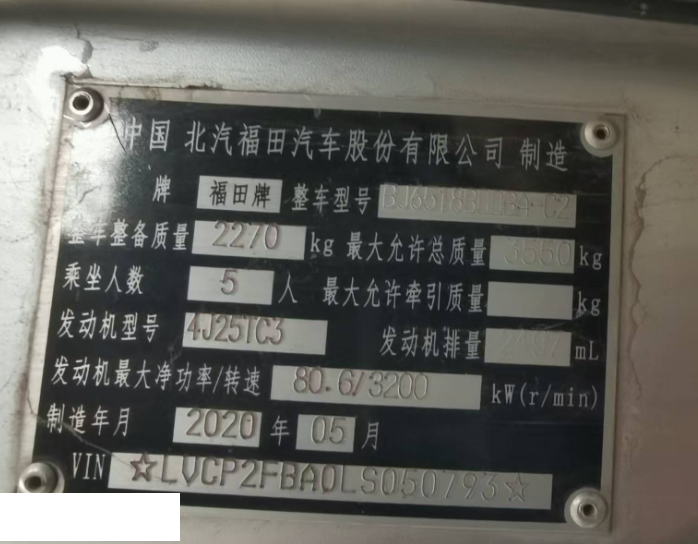 中国 北汽福田汽车股份有限公司 制造
牌 福田牌 整车型号
整车整备质量 2270 kg 最大允许总质量 3550 kg
乘坐人数 5 人 最大允许牵引质量 kg
发动机型号 4J25TC3 发动机排量 mL
发动机最大净功率/转速 80.6/3200 kW(r/min)
制造年月 2020 年 05 月
VIN ☆LVCP2FBA0LS050793☆